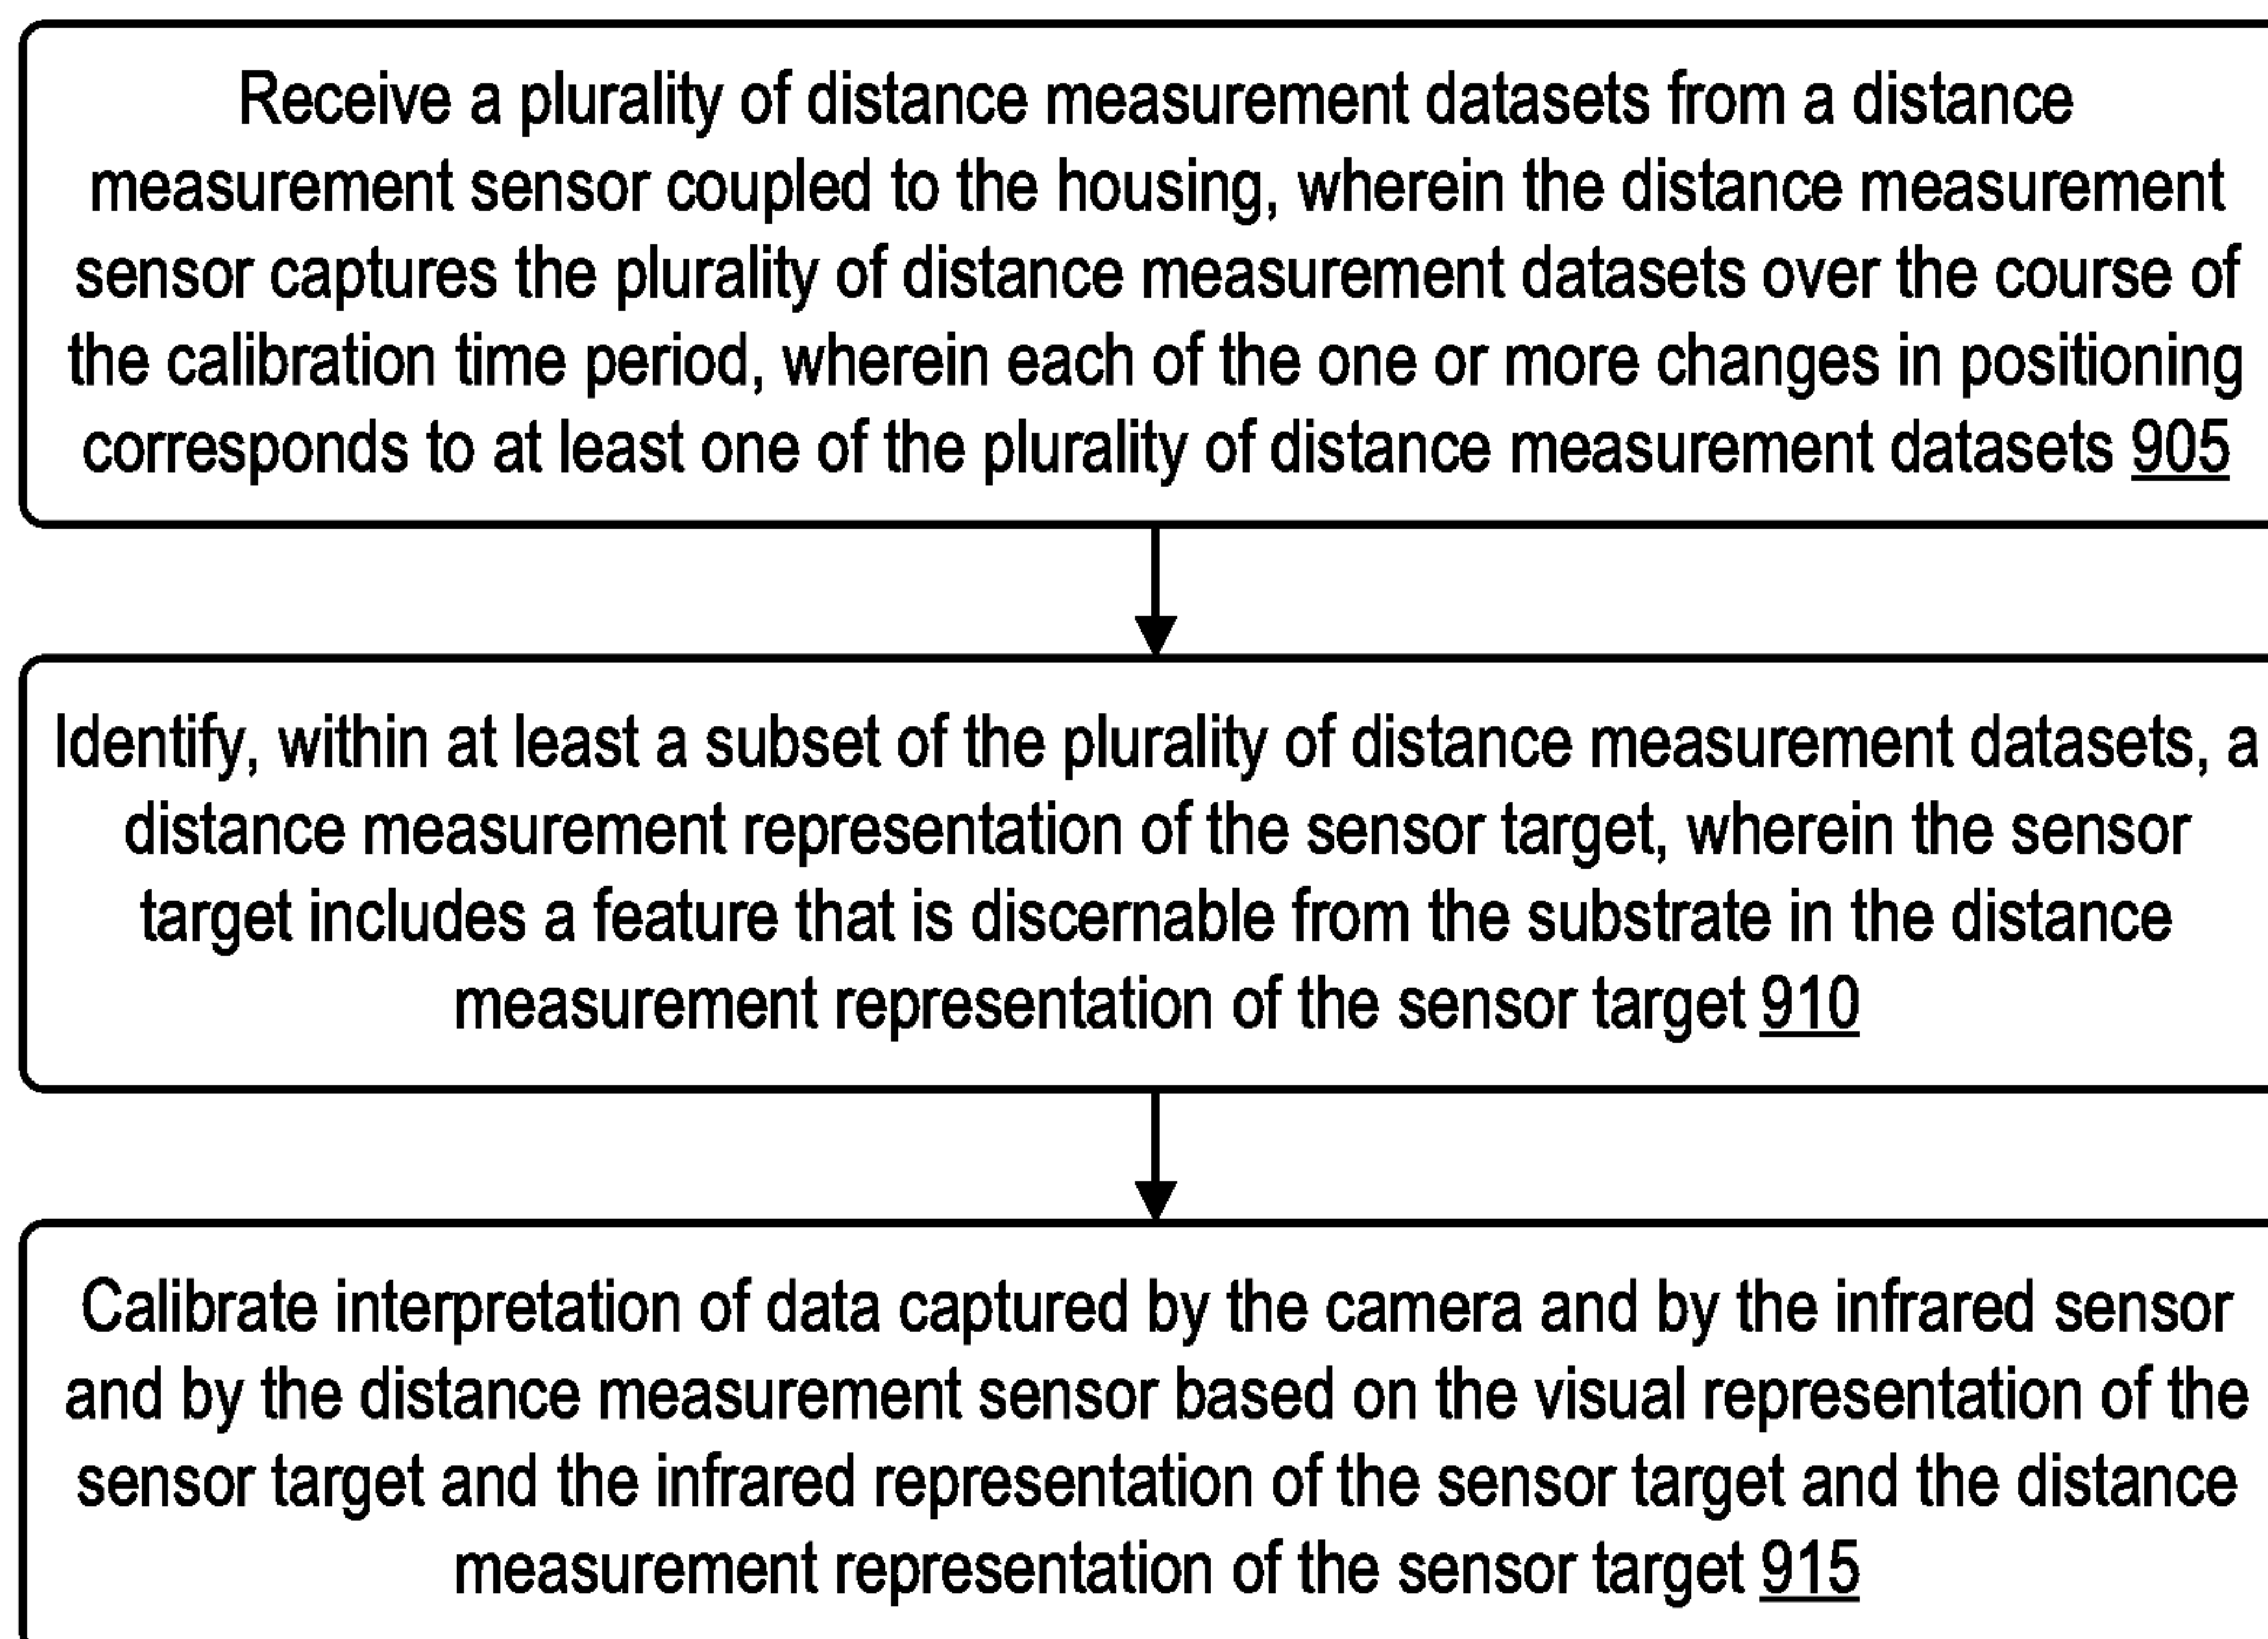 Receive a plurality of distance measurement datasets from a distance
measurement sensor coupled to the housing, wherein the distance measurement
sensor captures the plurality of distance measurement datasets over the course of
the calibration time period, wherein each of the one or more changes in positioning
corresponds to at least one of the plurality of distance measurement datasets 905
Identify, within at least a subset of the plurality of distance measurement datasets, a
distance measurement representation of the sensor target, wherein the sensor
target includes a feature that is discernable from the substrate in the distance
measurement representation of the sensor target 910
Calibrate interpretation of data captured by the camera and by the infrared sensor
and by the distance measurement sensor based on the visual representation of the
sensor target and the infrared representation of the sensor target and the distance
measurement representation of the sensor target 915